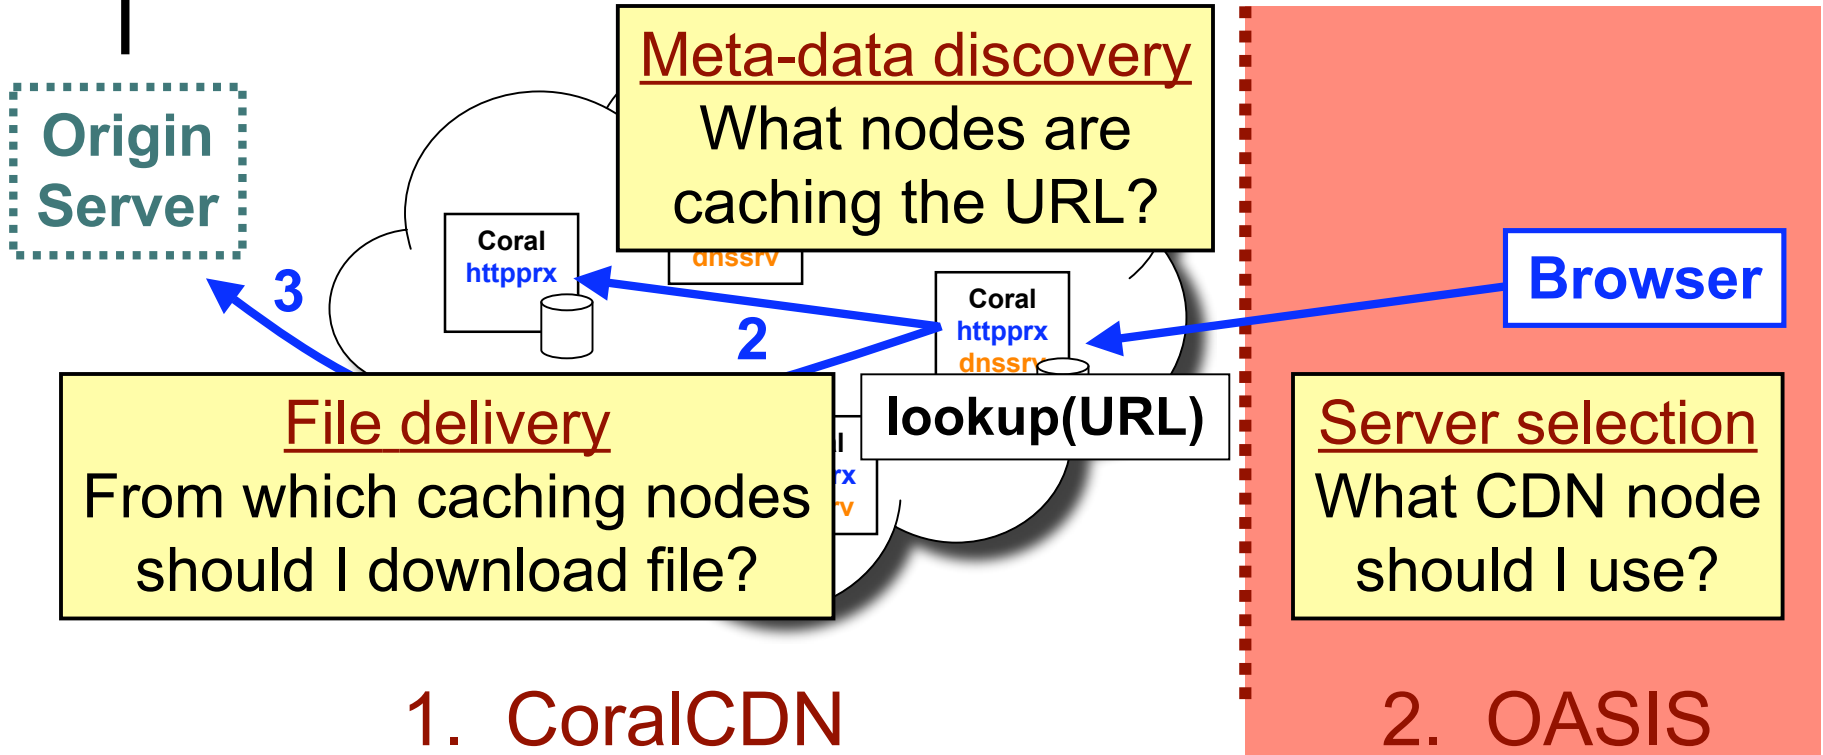 Meta-data discovery
What nodes are
caching the URL?
Origin
Server
Coral
httpprx
dnssrv
3
2
Coral
httpprx
dnssrv
Browser
lookup(URL)
File delivery
From which caching nodes
should I download file?
Server selection
What CDN node
should I use?
1. CoralCDN
2. OASIS